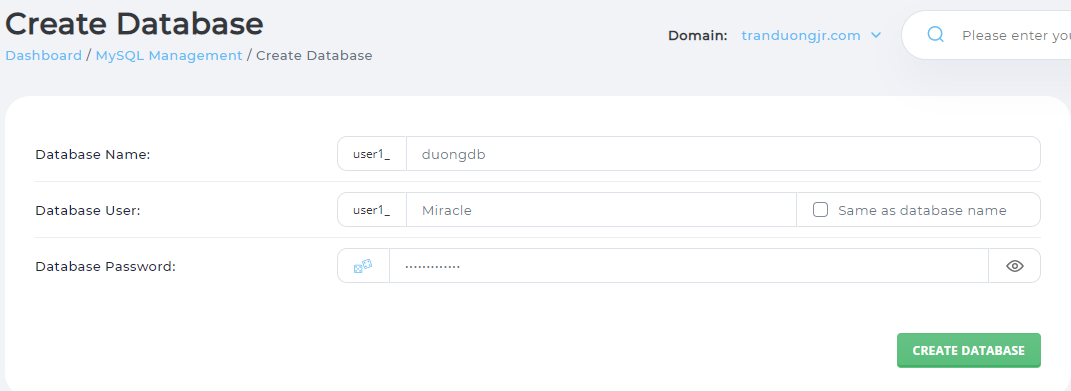 Create Database
Dashboard / MySQL Management / Create Database
Domain: tranduongjr.com
Please enter you
Database Name: user1_ duongdb
Database User: user1_ Miracle Same as database name
Database Password: •••••••••••••
CREATE DATABASE